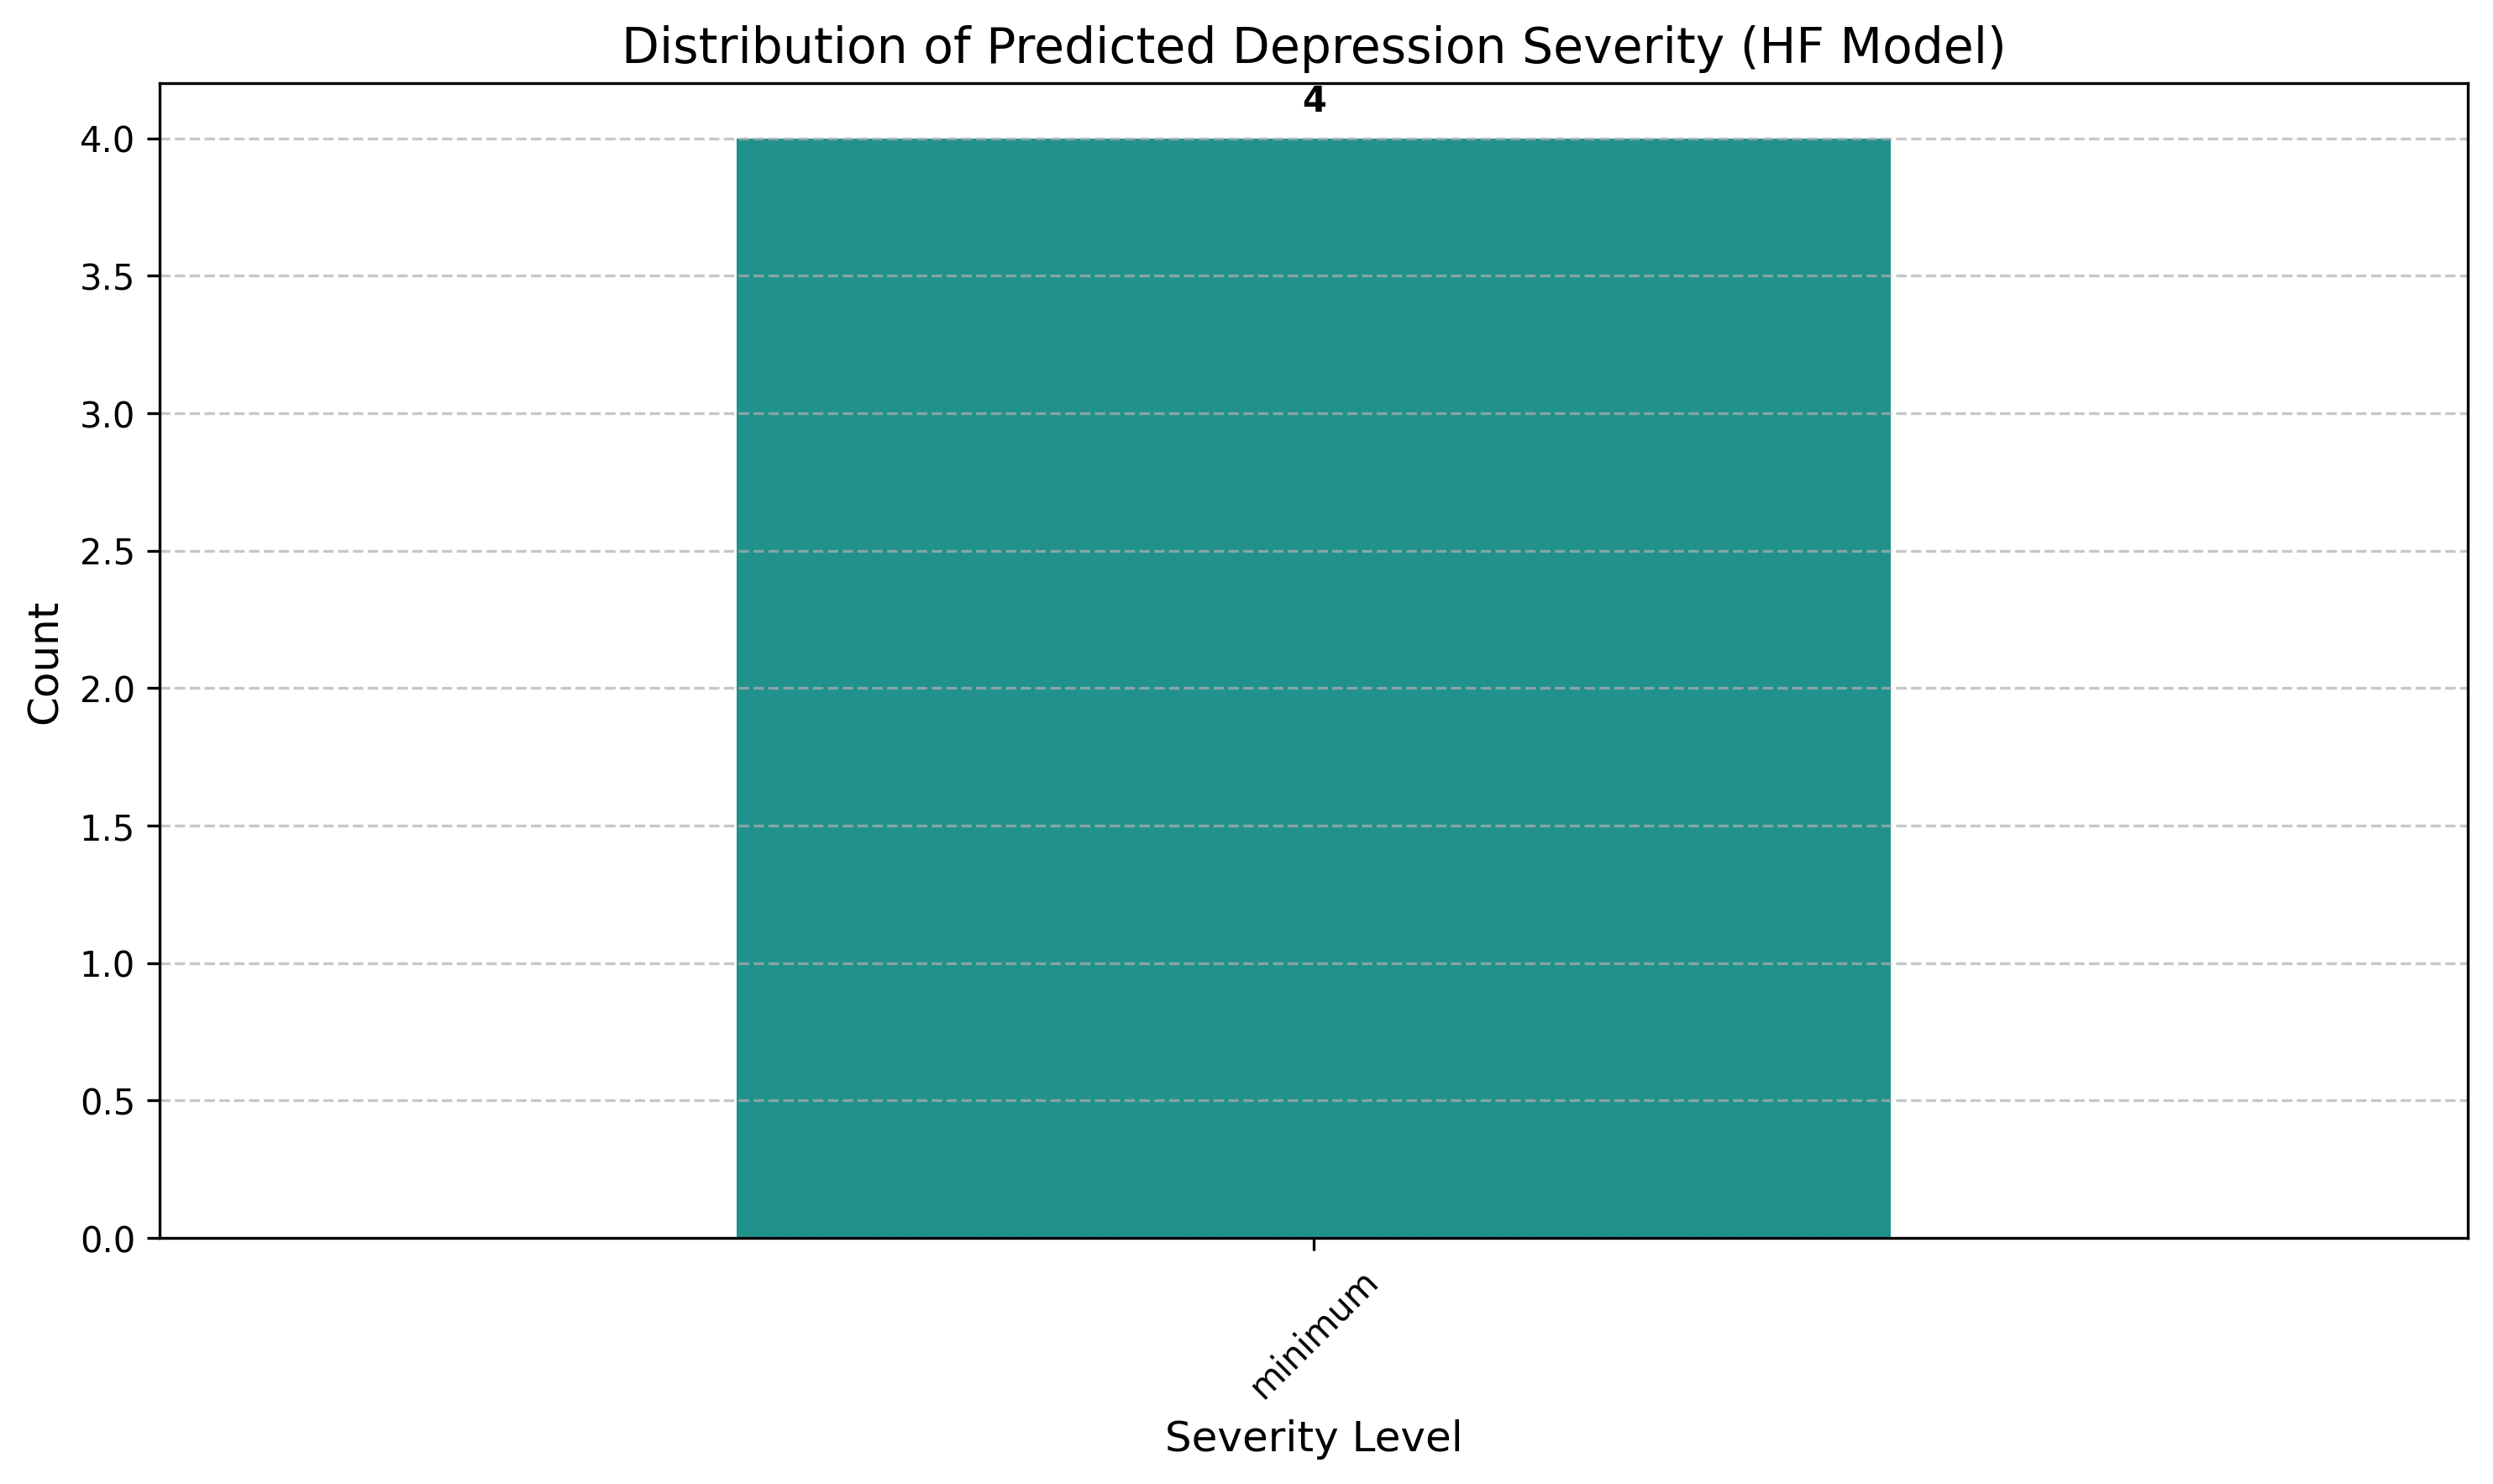 Distribution of Predicted Depression Severity (HF Model)
4
4.0
3.5
3.0
2.5
2.0
1.5
1.0
0.5
0.0
Count
minimum
Severity Level